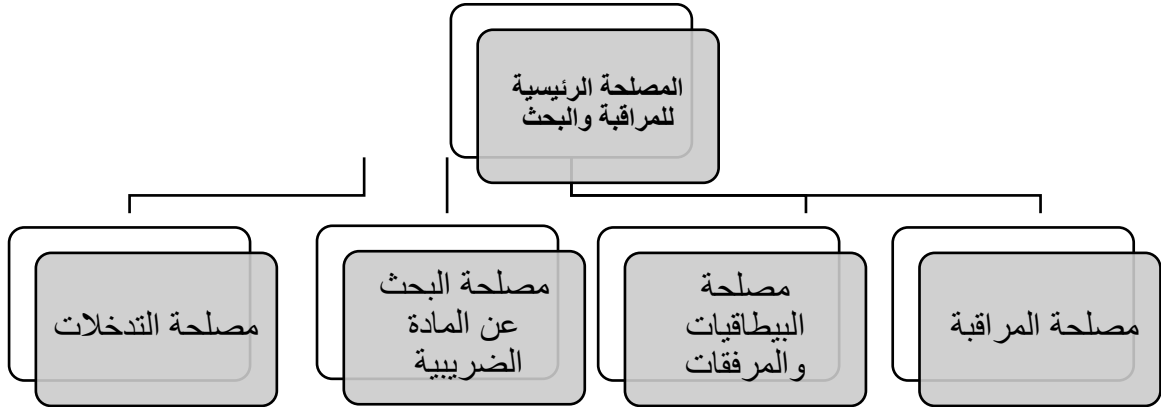 المصلحة الرئيسية
للمراقبة والبحث
مصلحة المراقبة
مصلحة
البيطاقيات
والمرفقات
مصلحة البحث
عن المادة
الضريبية
مصلحة التدخلات